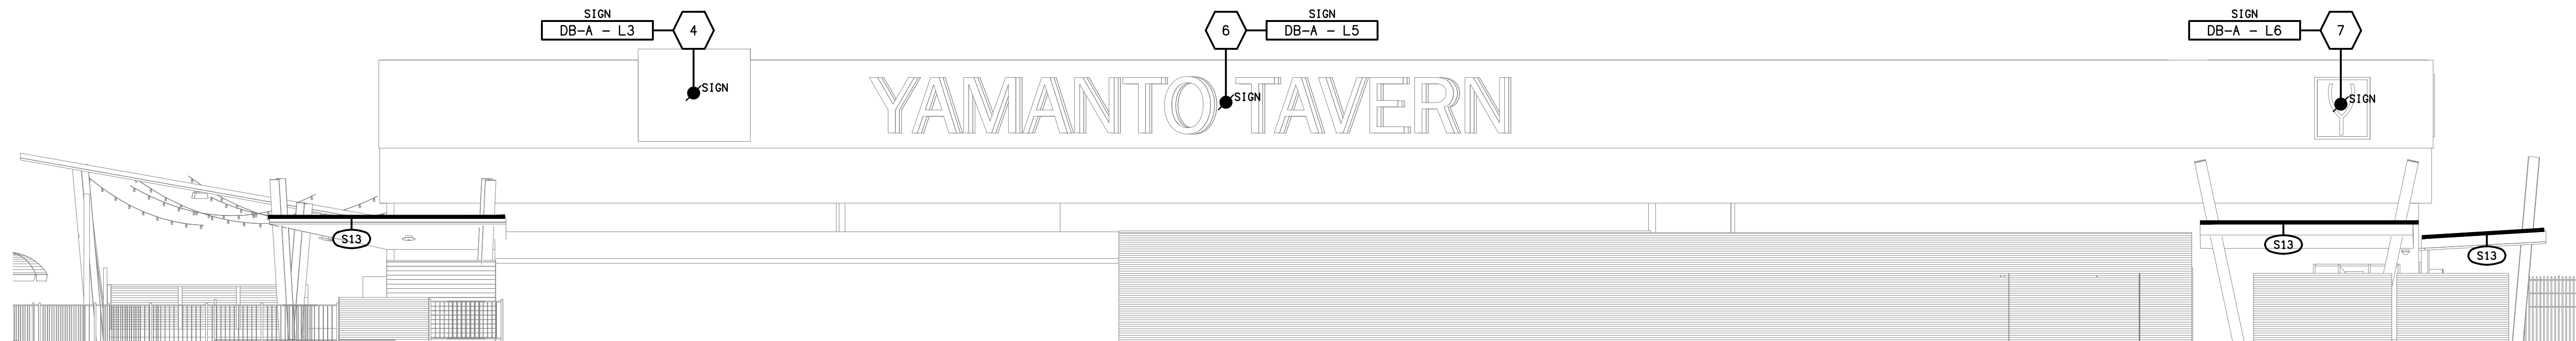 SIGN
DB-A - L3
4
SIGN
6
SIGN
DB-A - L5
SIGN
DB-A - L6
7
SIGN
YAMANTO TAVERN
SIGN
Y
S13
S13
S13